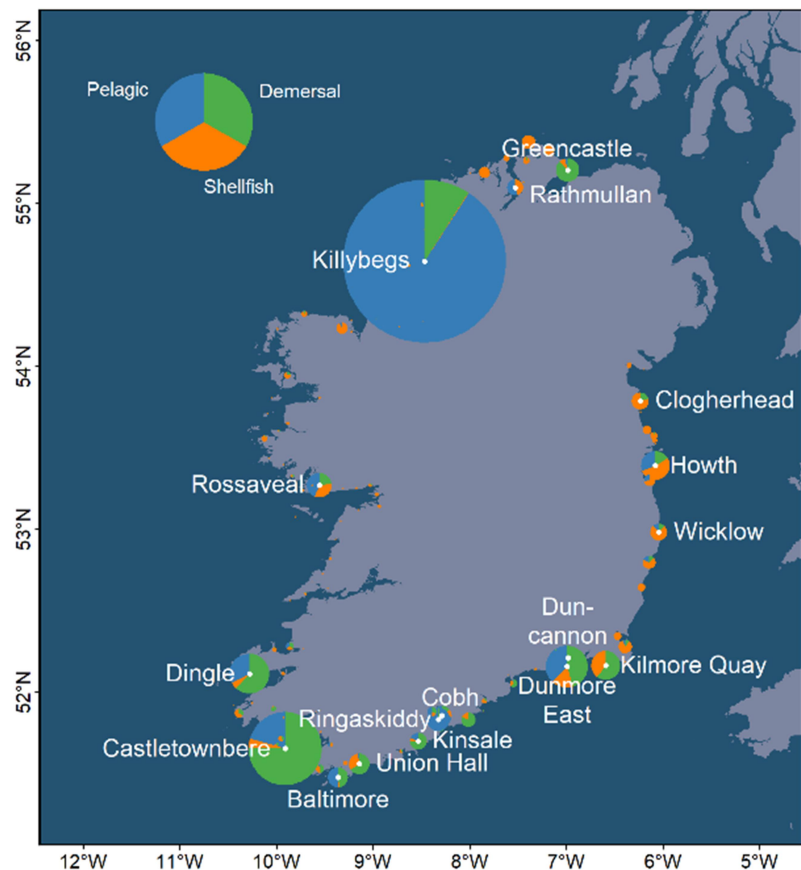 56°N
55°N
54°N
53°N
52°N
Pelagic
Demersal
Shellfish
Greencastle
Rathmullan
Killybegs
Clogherhead
Howth
Rossaveal
Wicklow
Dun-
cannon
Kilmore Quay
Dingle
Dunmore
East
Cobh
Ringaskiddy
Kinsale
Castletownbere
Union Hall
Baltimore
12°W
11°W
10°W
9°W
8°W
7°W
6°W
5°W